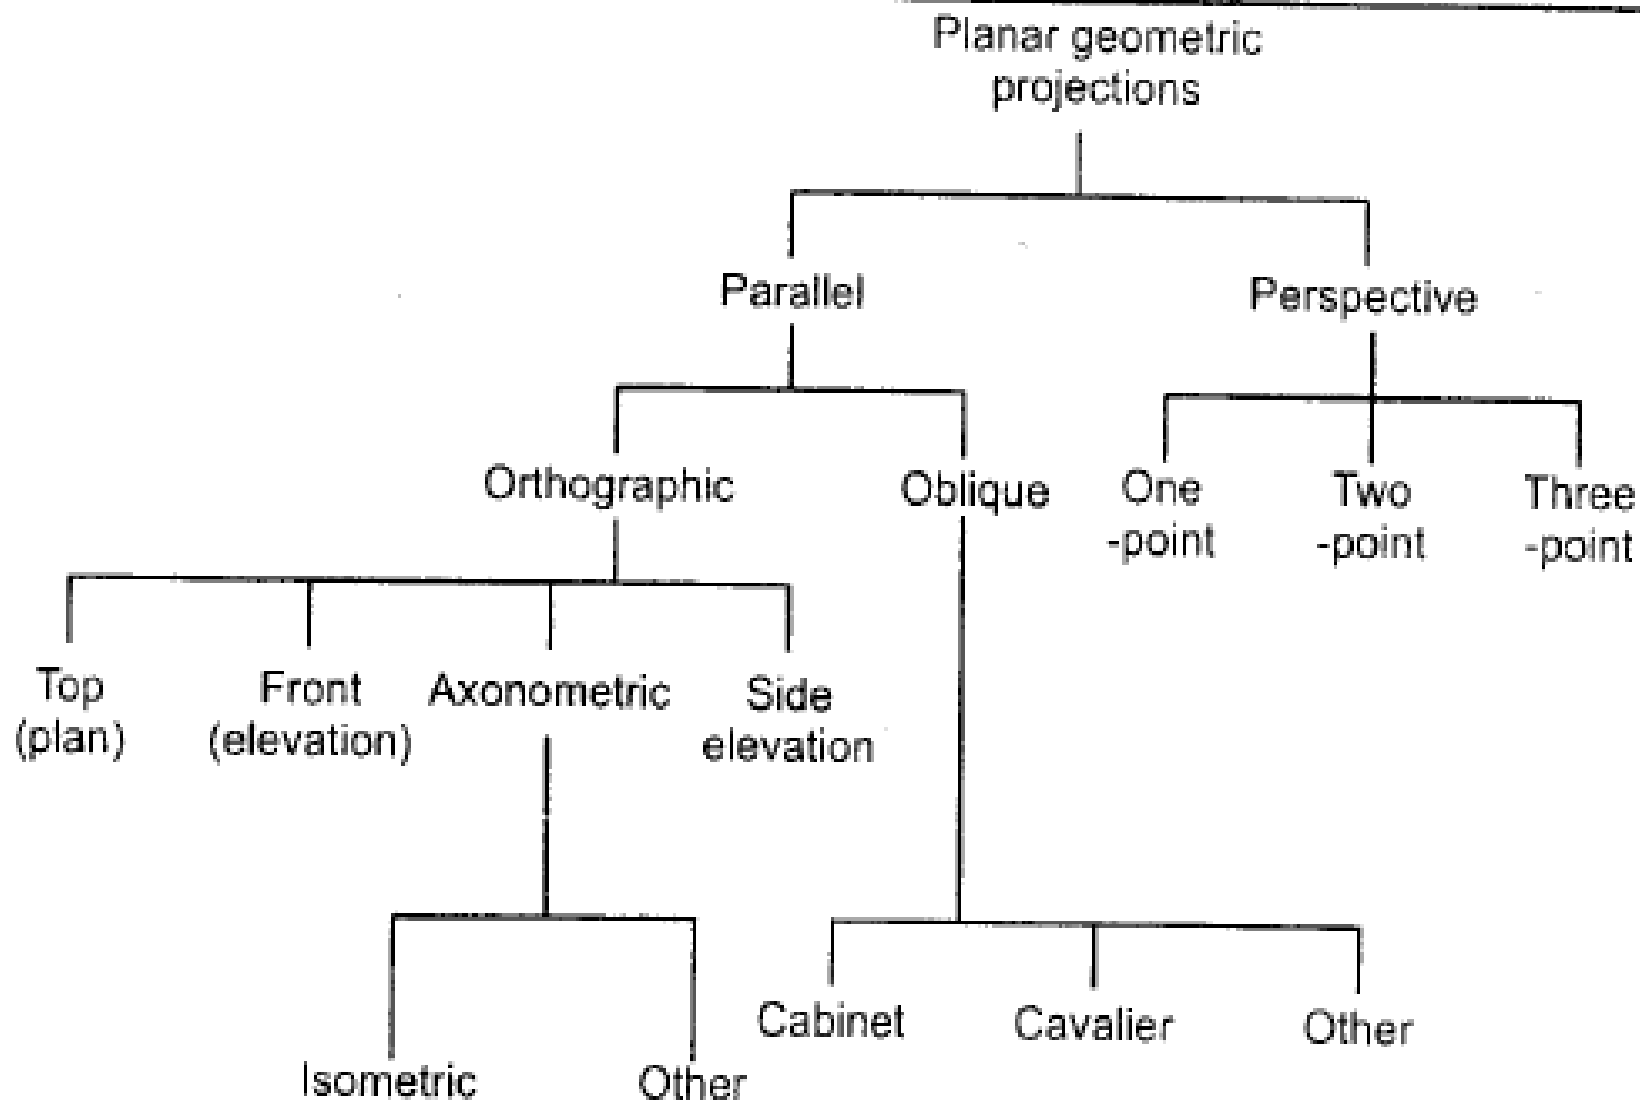 Planar geometric
projections
Parallel
Perspective
Orthographic
Oblique
One
-point
Two
-point
Three
-point
Top
(plan)
Front
(elevation)
Axonometric
Side
elevation
Cabinet
Cavalier
Other
Isometric
Other